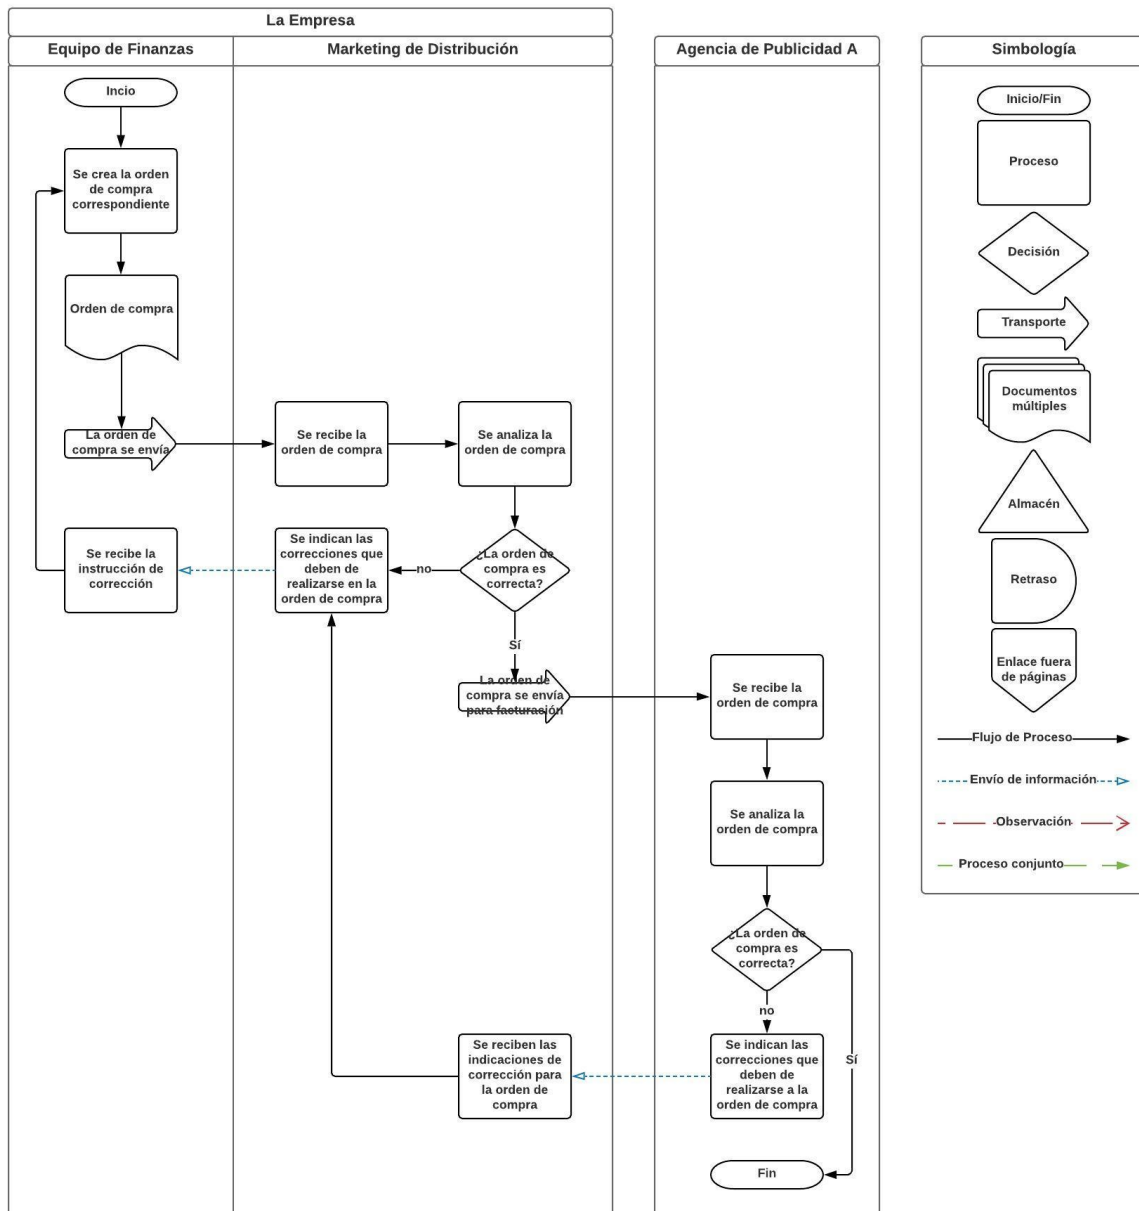 La Empresa
Equipo de Finanzas
Marketing de Distribución
Agencia de Publicidad A
Simbología
Incio
Se crea la orden
de compra
correspondiente
Orden de compra
La orden de
compra se envía
Se recibe la
orden de compra
Se analiza la
orden de compra
¿La orden de
compra es
correcta?
no
Se indican las
correcciones que
deben de
realizarse en la
orden de compra
Se recibe la
instrucción de
corrección
Sí
La orden de
compra se envía
para facturación
Se recibe la
orden de compra
Se analiza la
orden de compra
¿La orden de
compra es
correcta?
no
Sí
Se indican las
correcciones que
deben de
realizarse a la
orden de compra
Se reciben las
indicaciones de
corrección para
la orden de
compra
Fin
Inicio/Fin
Proceso
Decisión
Transporte
Documentos
múltiples
Almacén
Retraso
Enlace fuera
de páginas
Flujo de Proceso
Envío de información
Observación
Proceso conjunto